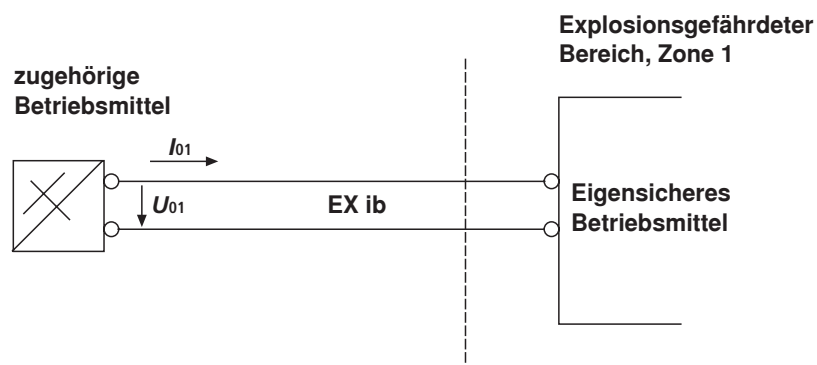 Explosionsgefährdeter
Bereich, Zone 1
zugehörige
Betriebsmittel
I01
U01
EX ib
Eigensicheres
Betriebsmittel